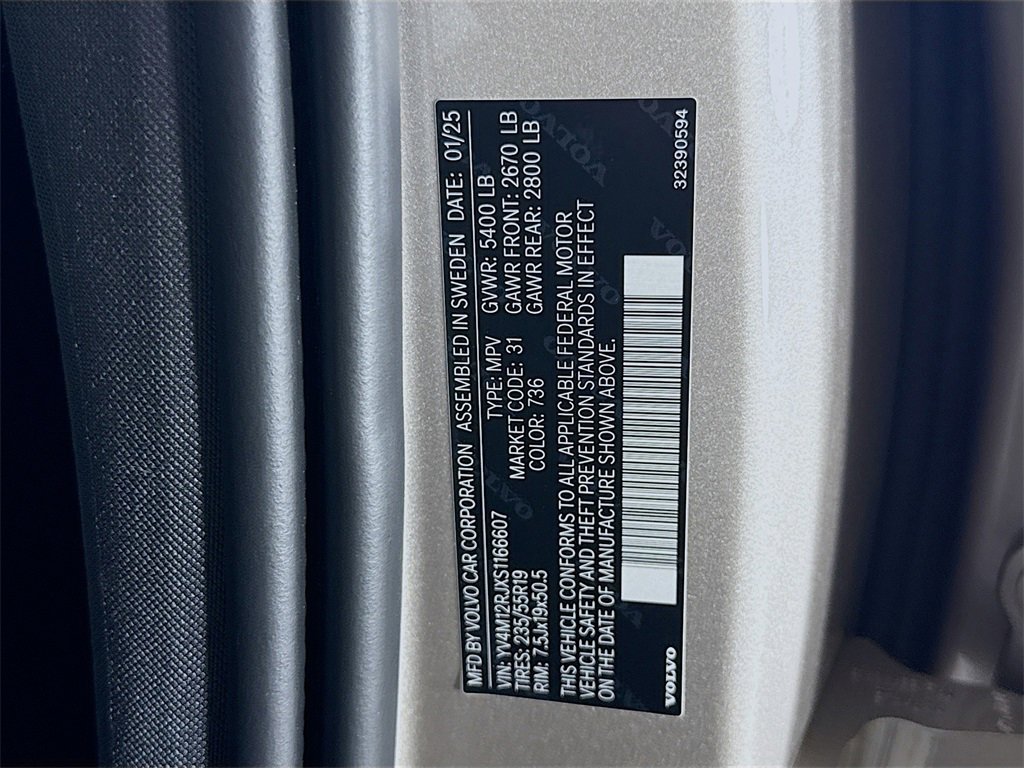 MFD BY VOLVO CAR CORPORATION ASSEMBLED IN SWEDEN DATE: 01/25
VIN: YV4M12RJXS1166607 TYPE: MPV GVWR: 5400 LB
TIRES: 235/55R19 MARKET CODE: 31 GAWR FRONT: 2670 LB
RIM: 7.5Jx19x50.5 COLOR: 736 GAWR REAR: 2800 LB
THIS VEHICLE CONFORMS TO ALL APPLICABLE FEDERAL MOTOR
VEHICLE SAFETY AND THEFT PREVENTION STANDARDS IN EFFECT
ON THE DATE OF MANUFACTURE SHOWN ABOVE.
VOLVO 32390594